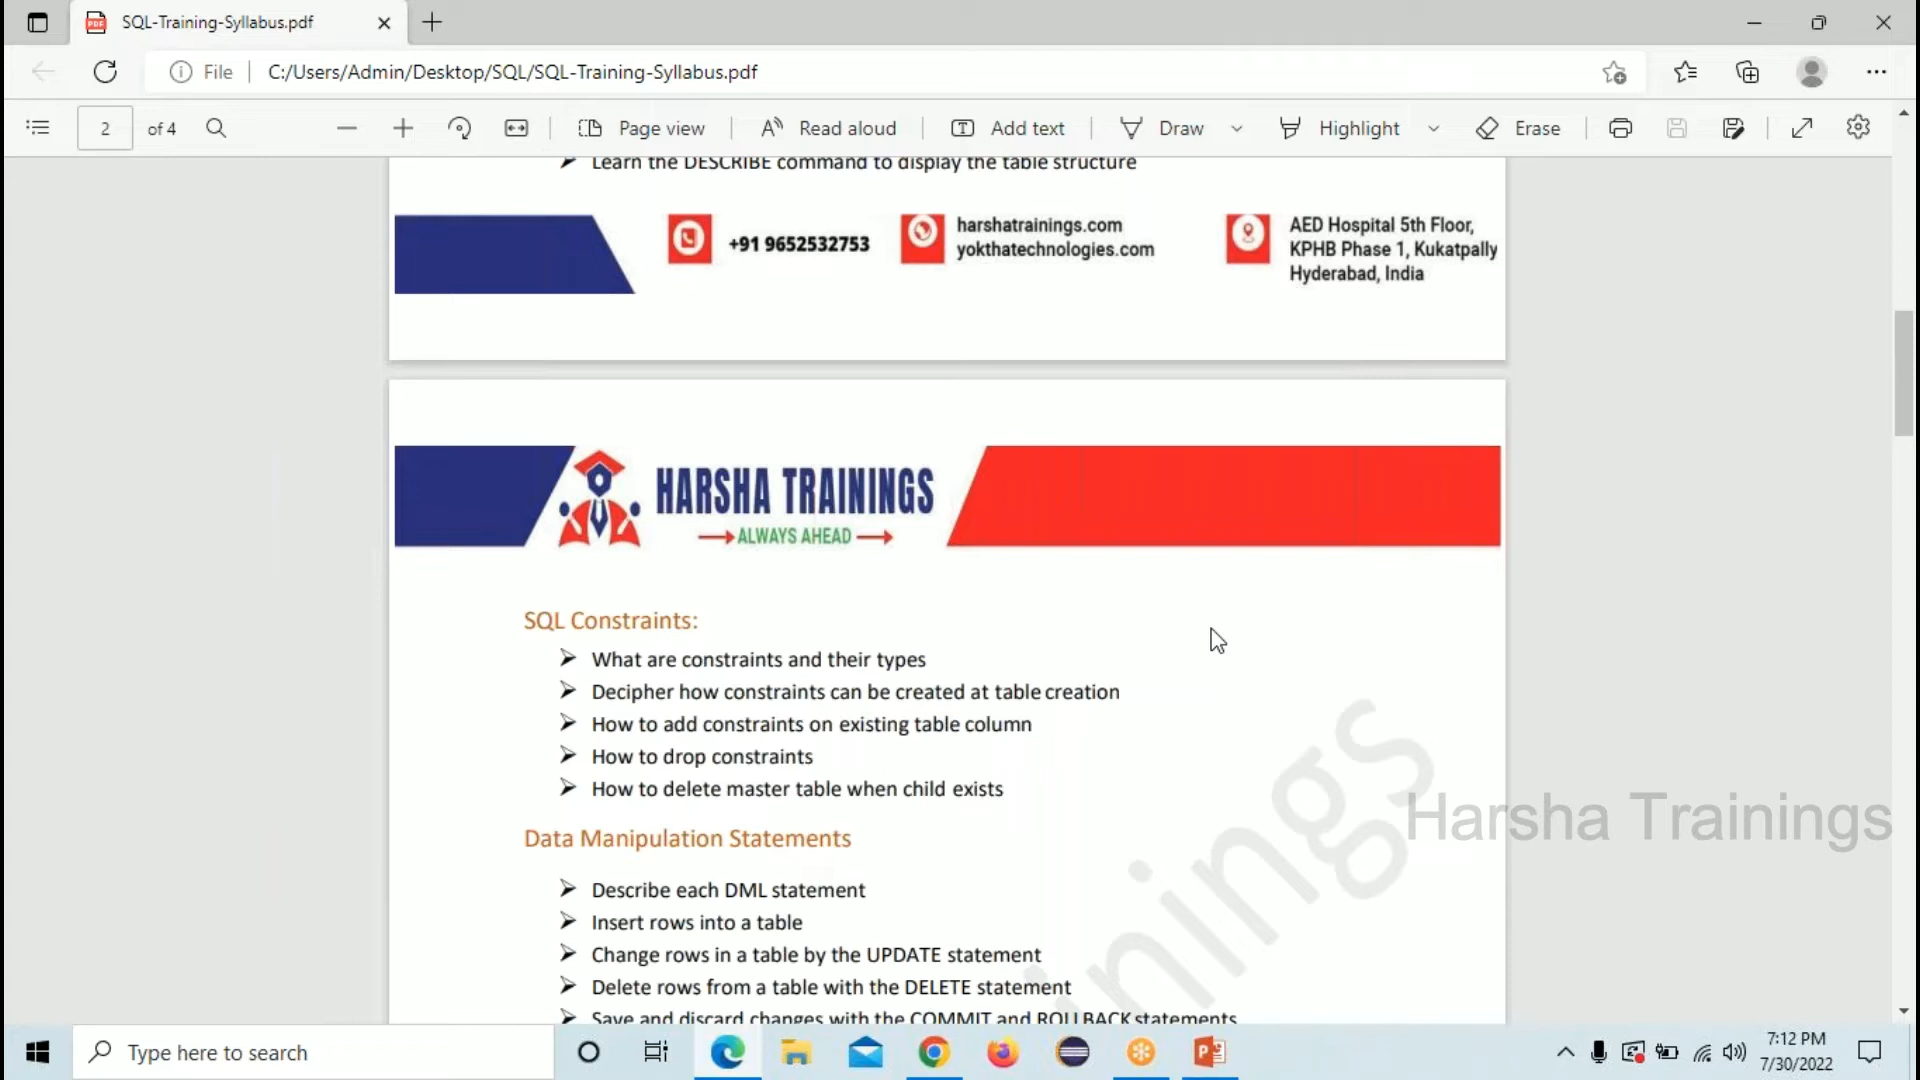 SQL-Training-Syllabus.pdf
File C:/Users/Admin/Desktop/SQL/SQL-Training-Syllabus.pdf
2 of 4 Page view Read aloud Add text Draw Highlight Erase
Learn the DESCRIBE command to display the table structure
+91 9652532753
harshatrainings.com
yokthatechnologies.com
AED Hospital 5th Floor,
KPHB Phase 1, Kukatpally
Hyderabad, India
HARSHA TRAININGS
ALWAYS AHEAD
SQL Constraints:
What are constraints and their types
Decipher how constraints can be created at table creation
How to add constraints on existing table column
How to drop constraints
How to delete master table when child exists
Harsha Trainings
Data Manipulation Statements
Describe each DML statement
Insert rows into a table
Change rows in a table by the UPDATE statement
Delete rows from a table with the DELETE statement
Save and discard changes with the COMMIT and ROLLBACK statements
inings
Type here to search
7:12 PM
7/30/2022